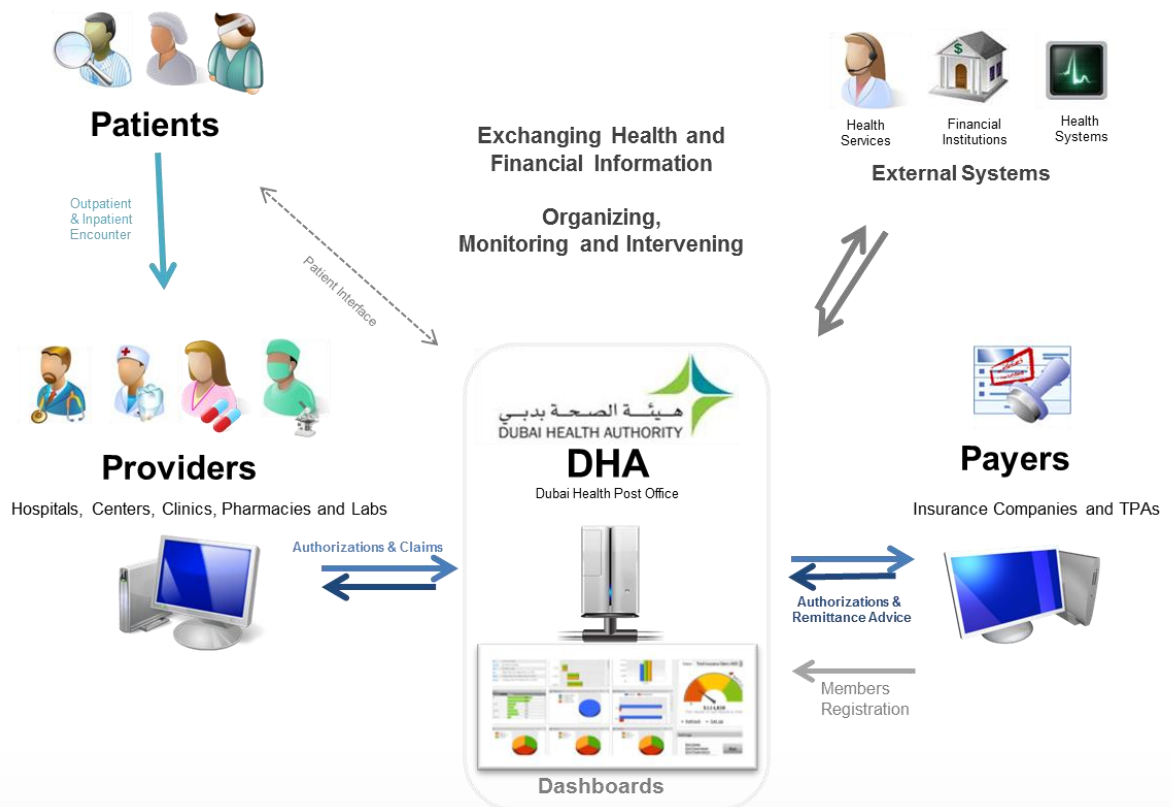 Patients
Outpatient
& Inpatient
Encounter
Patient Interface
Exchanging Health and
Financial Information
Organizing,
Monitoring and Intervening
$
Health
Services
Financial
Institutions
Health
Systems
External Systems
Providers
Hospitals, Centers, Clinics, Pharmacies and Labs
Authorizations & Claims
هيئة الصحة بدبي
DUBAI HEALTH AUTHORITY
DHA
Dubai Health Post Office
Dashboards
Payers
Insurance Companies and TPAs
Authorizations &
Remittance Advice
Members
Registration